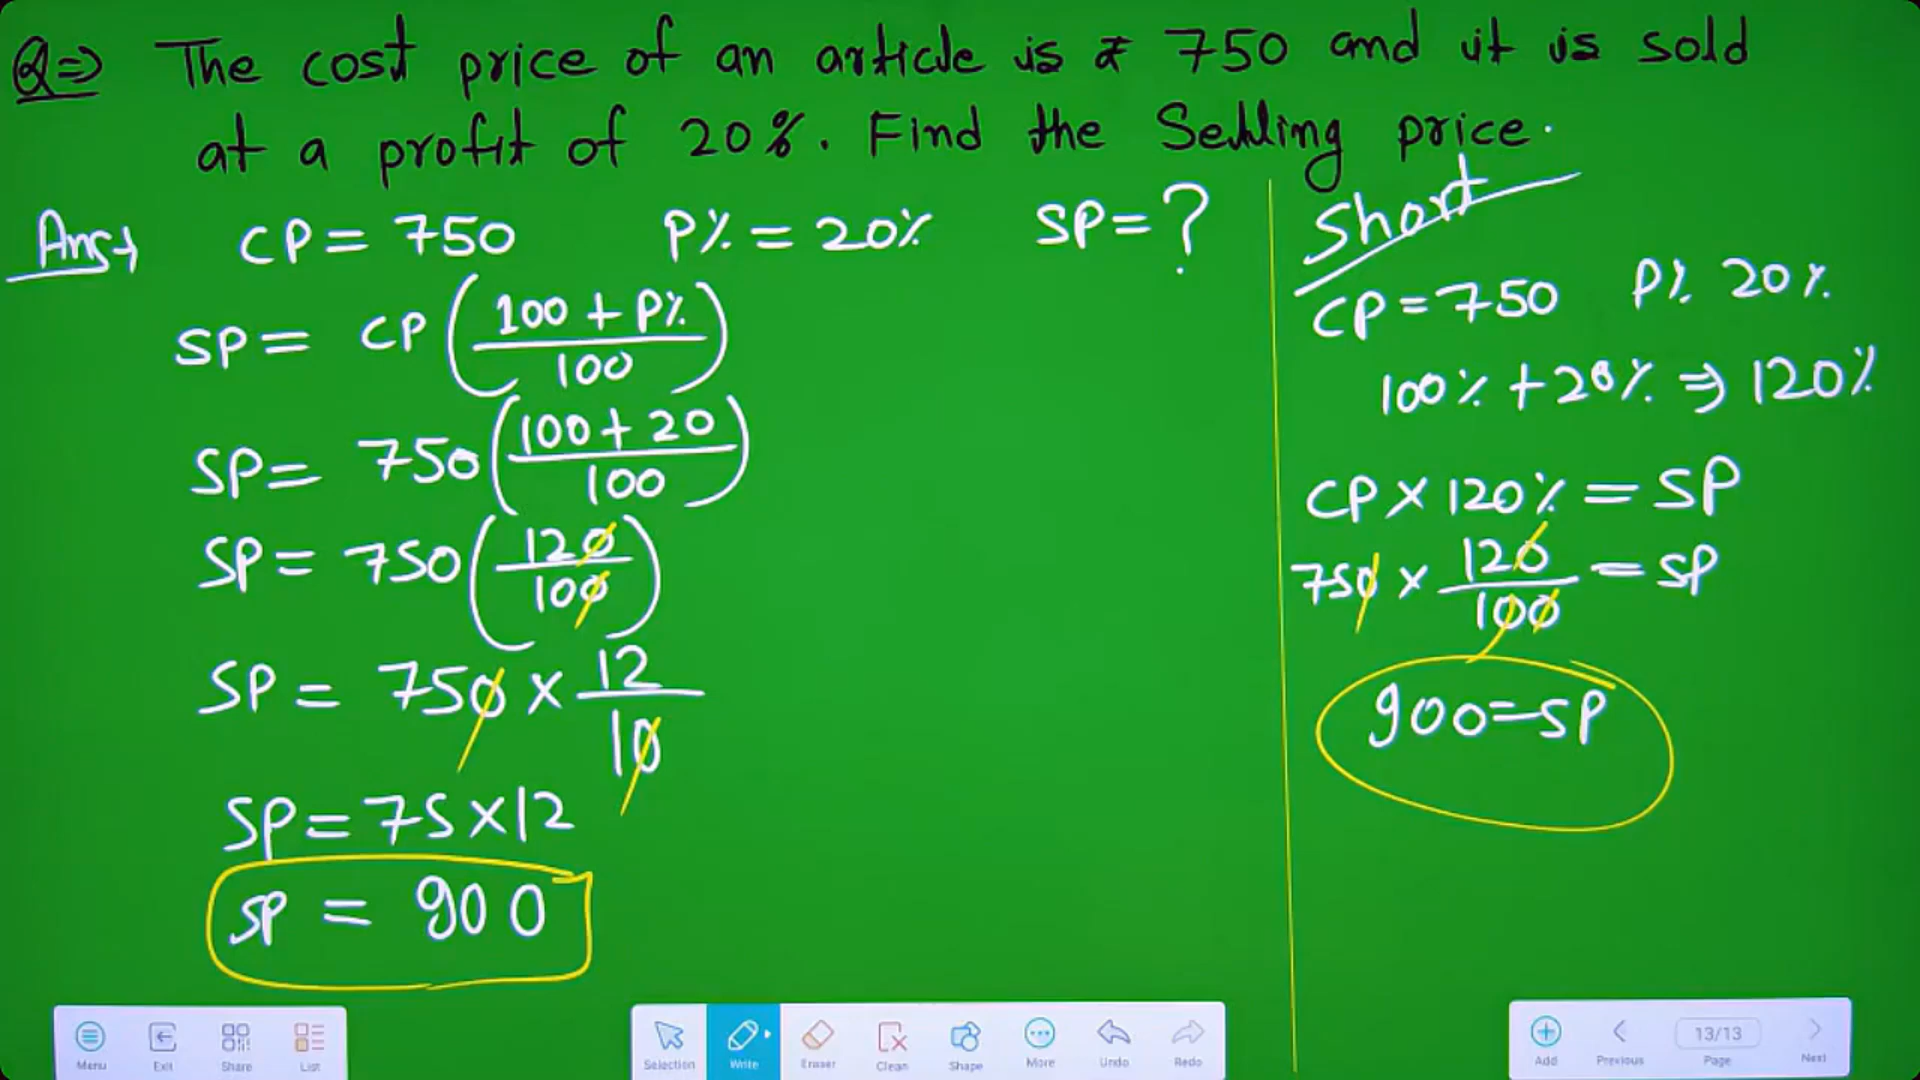 Q⇒ The cost price of an article is ₹ 750 and it is sold
at a profit of 20%. Find the Selling price.
Ans→ CP = 750 P% = 20% SP = ?
SP = CP (100 + P% / 100)
SP = 750 (100 + 20 / 100)
SP = 750 (120 / 100)
SP = 750 × 12 / 10
SP = 75 × 12
SP = 900
Short
CP = 750 P% 20%
100% + 20% ⇒ 120%
CP × 120% = SP
750 × 120 / 100 = SP
900 = SP
Menu Exit Share List
Selection Write Eraser Clean Shape More Undo Redo
Add Previous 13/13 Page Next